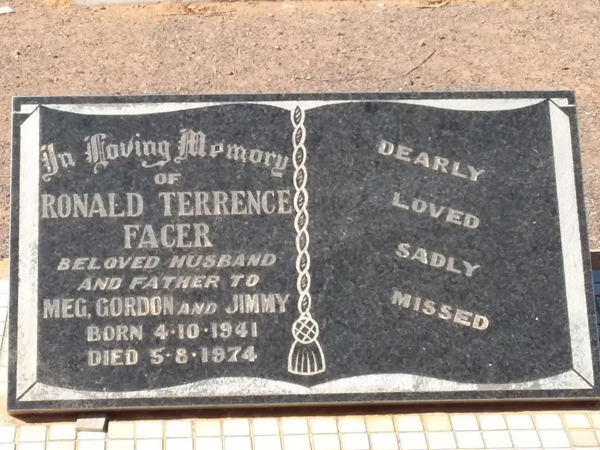 In Loving Memory
OF
RONALD TERRENCE
FACER
BELOVED HUSBAND
AND FATHER TO
MEG, GORDON AND JIMMY
BORN 4·10·1941
DIED 5·8·1974
DEARLY
LOVED
SADLY
MISSED